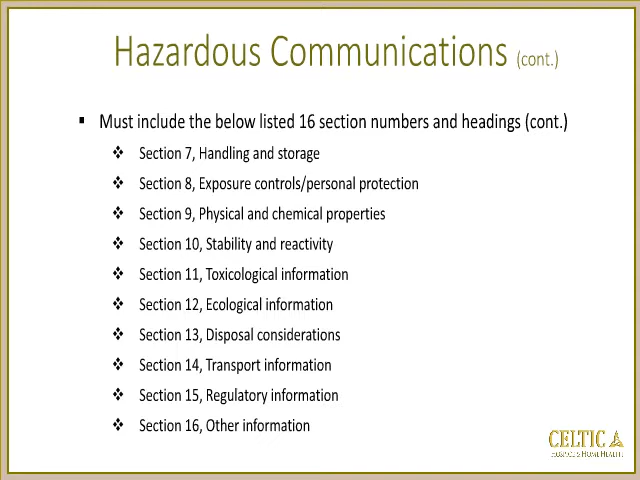 Hazardous Communications (cont.)
▪ Must include the below listed 16 section numbers and headings (cont.)
❖ Section 7, Handling and storage
❖ Section 8, Exposure controls/personal protection
❖ Section 9, Physical and chemical properties
❖ Section 10, Stability and reactivity
❖ Section 11, Toxicological information
❖ Section 12, Ecological information
❖ Section 13, Disposal considerations
❖ Section 14, Transport information
❖ Section 15, Regulatory information
❖ Section 16, Other information
CELTIC
HOSPICE & HOME HEALTH